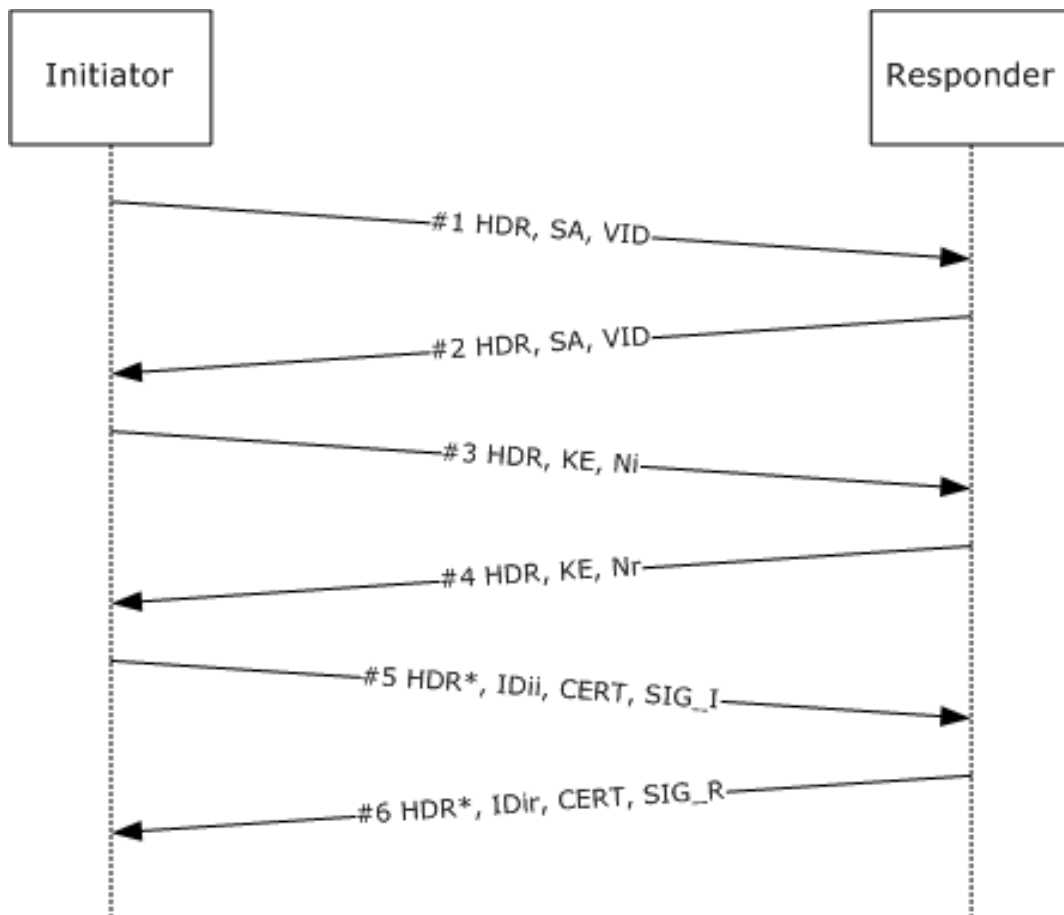 Initiator
Responder
#1 HDR, SA, VID
#2 HDR, SA, VID
#3 HDR, KE, Ni
#4 HDR, KE, Nr
#5 HDR*, IDii, CERT, SIG_I
#6 HDR*, IDir, CERT, SIG_R